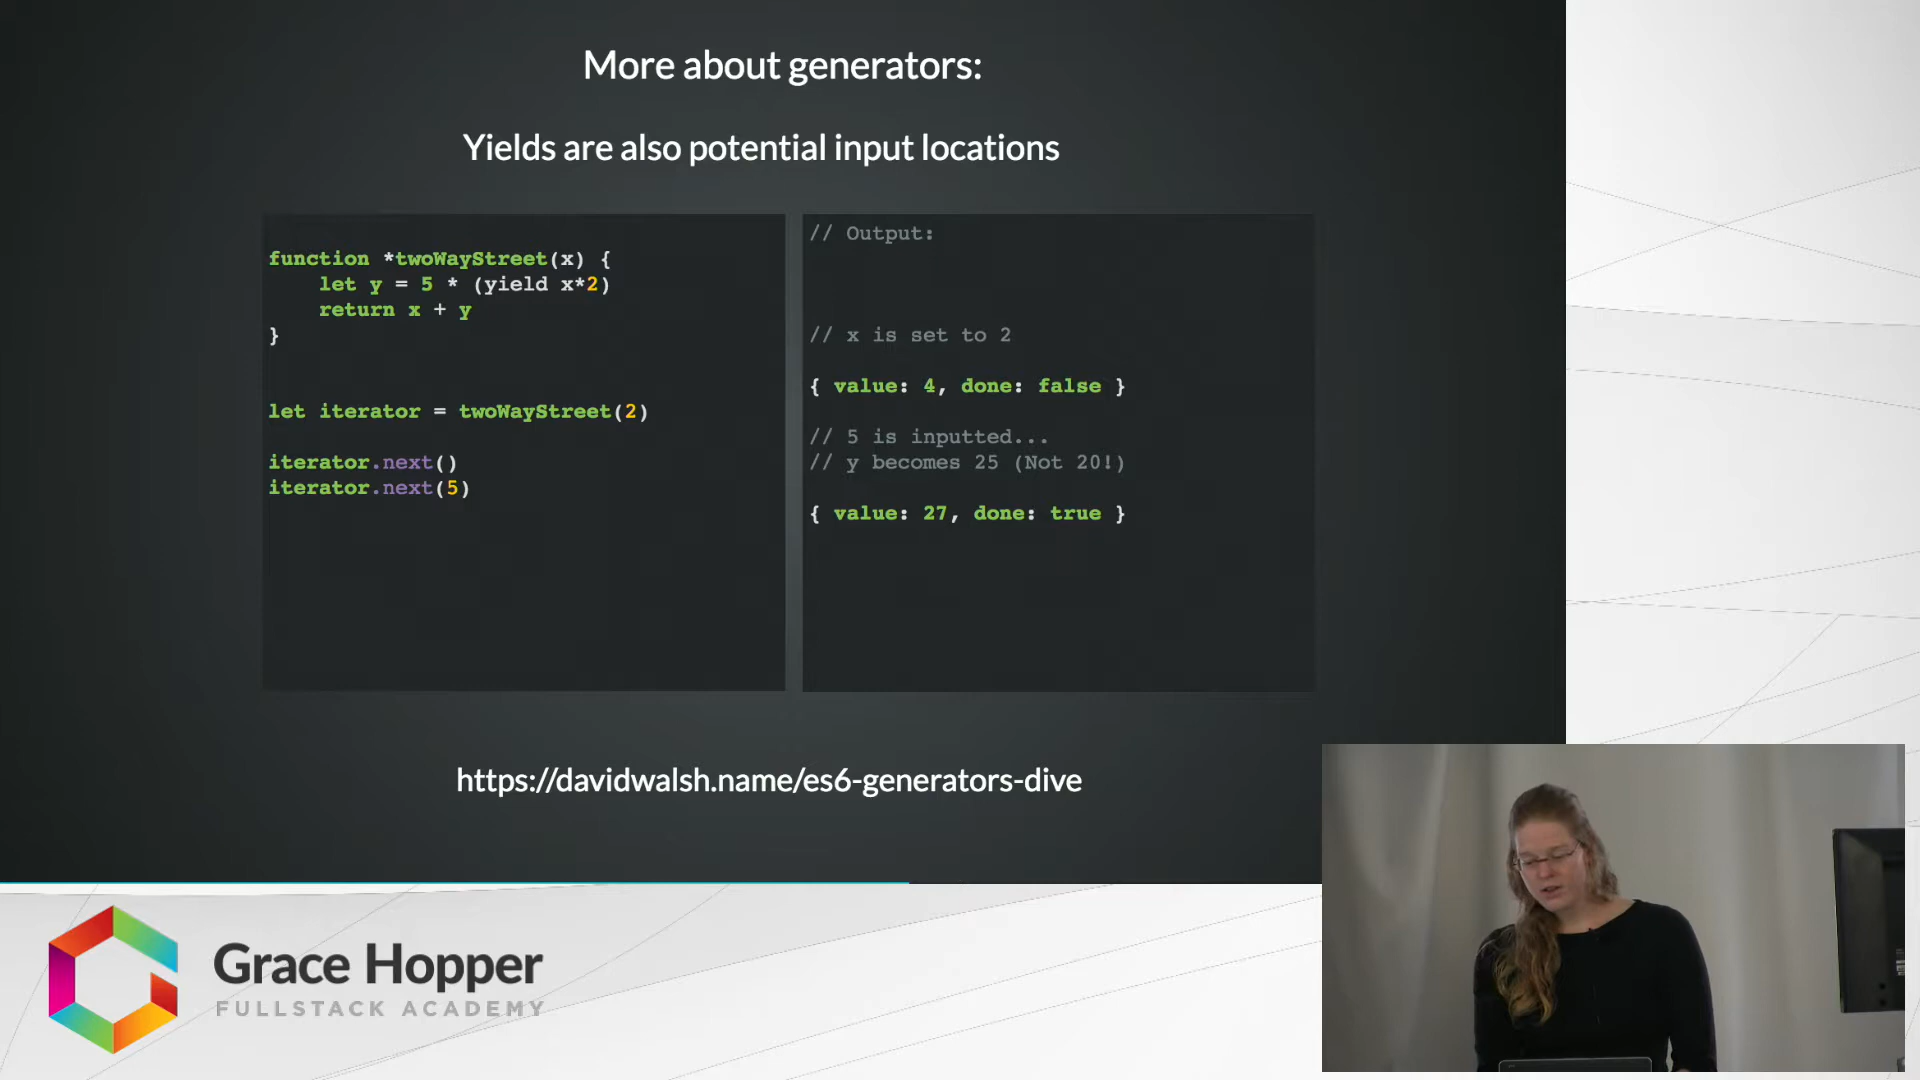 More about generators:
Yields are also potential input locations
function *twoWayStreet(x) {
let y = 5 * (yield x*2)
return x + y
}
let iterator = twoWayStreet(2)
iterator.next()
iterator.next(5)
// Output:
// x is set to 2
{ value: 4, done: false }
// 5 is inputted...
// y becomes 25 (Not 20!)
{ value: 27, done: true }
https://davidwalsh.name/es6-generators-dive
Grace Hopper
FULLSTACK ACADEMY